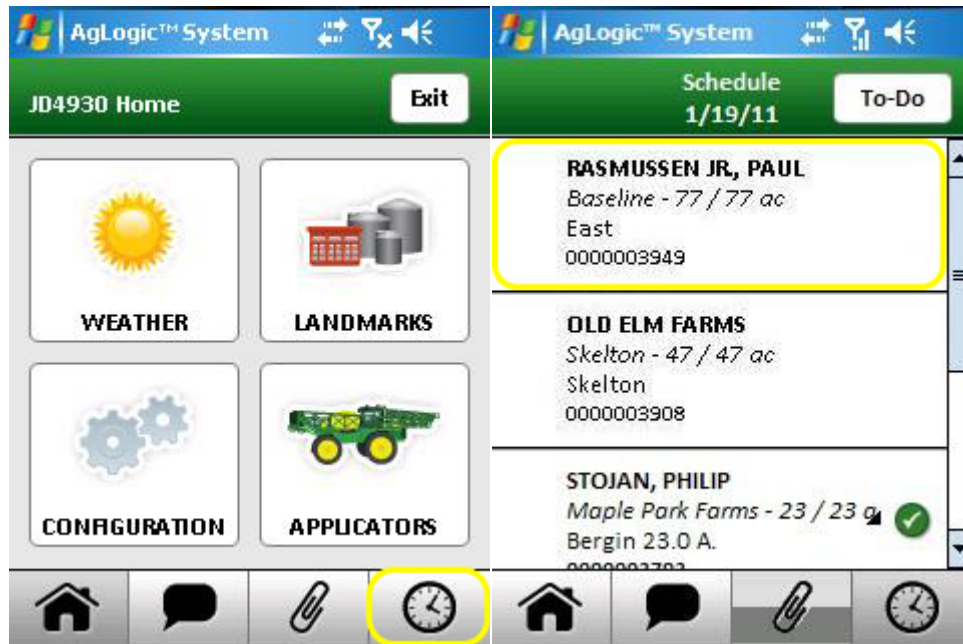 AgLogic™ System
JD4930 Home
Exit
WEATHER
LANDMARKS
CONFIGURATION
APPLICATORS
AgLogic™ System
Schedule
1/19/11
To-Do
RASMUSSEN JR., PAUL
Baseline - 77 / 77 ac
East
0000003949
OLD ELM FARMS
Skelton - 47 / 47 ac
Skelton
0000003908
STOJAN, PHILIP
Maple Park Farms - 23 / 23 a
Bergin 23.0 A.